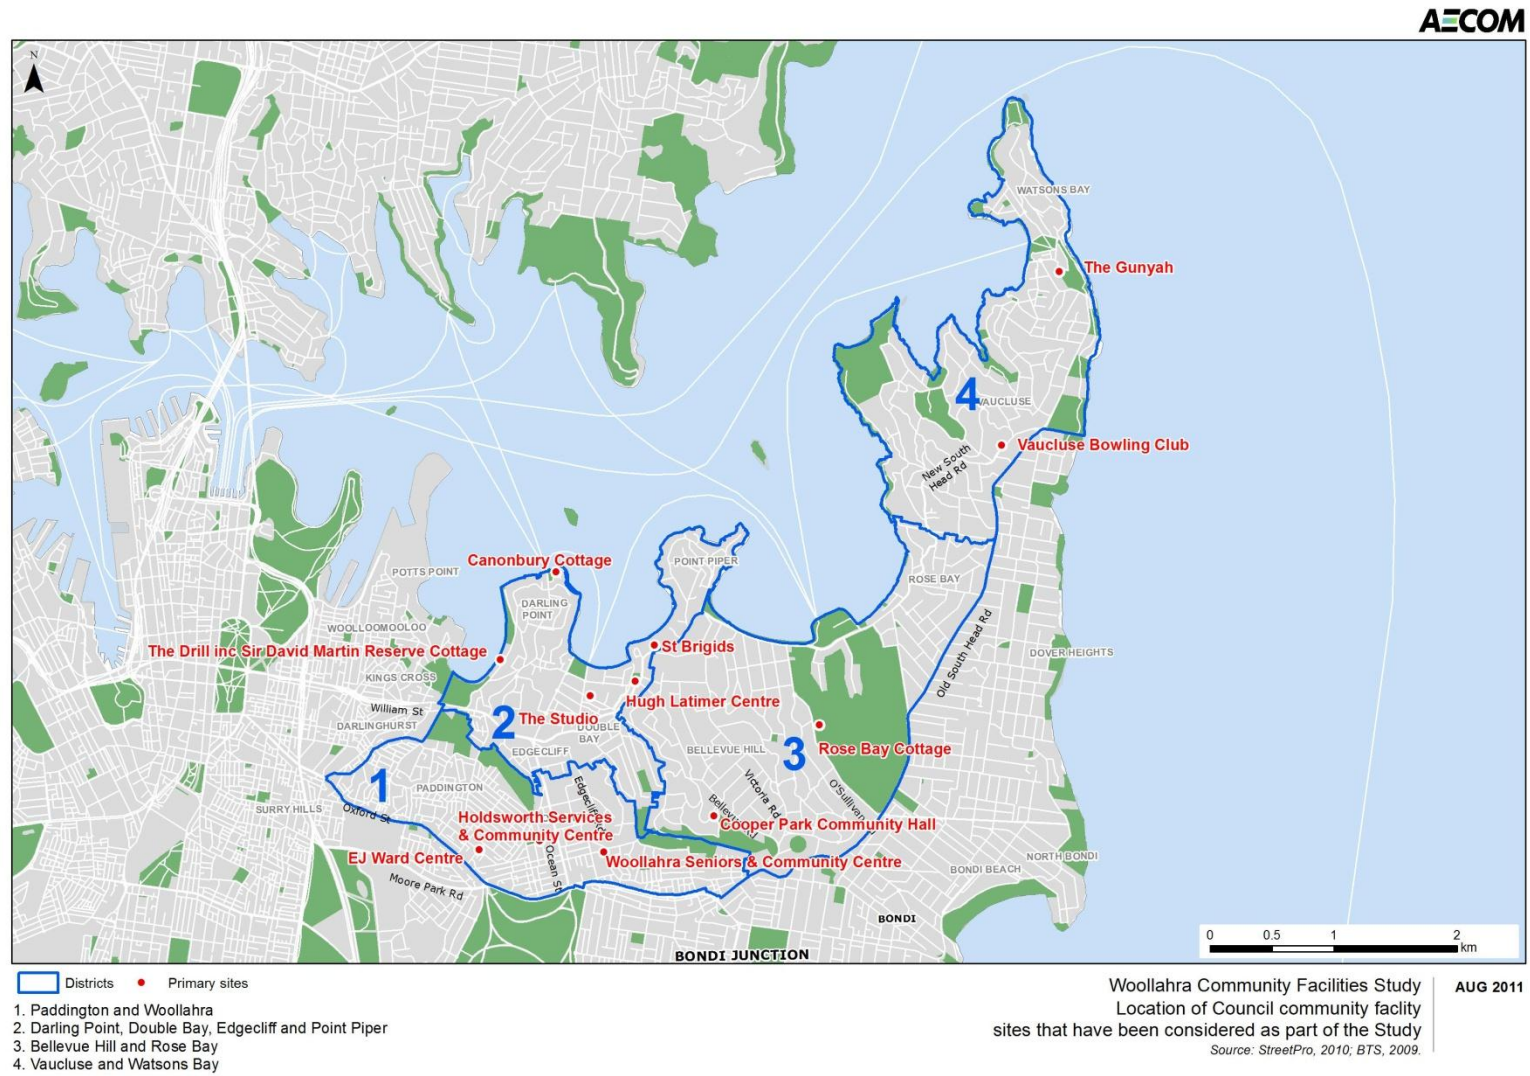 AECOM
N
WATSONS BAY
The Gunyah
4
VAUCLUSE
Vaucluse Bowling Club
New South
Head Rd
Canonbury Cottage
POINT PIPER
POTTS POINT
ROSE BAY
DARLING
POINT
WOOLLOOMOOLOO
The Drill inc Sir David Martin Reserve Cottage
St Brigids
Old South Head Rd
DOVER HEIGHTS
KINGS CROSS
Hugh Latimer Centre
William St
The Studio
2
DARLINGHURST
DOUBLE
BAY
EDGECLIFF
BELLEVUE HILL
3
Rose Bay Cottage
1
PADDINGTON
Victoria Rd
O'Sullivan
SURRY HILLS
Oxford St
Holdsworth Services
& Community Centre
Cooper Park Community Hall
EJ Ward Centre
Ocean St
Woollahra Seniors & Community Centre
NORTH BONDI
BONDI BEACH
Moore Park Rd
BONDI
BONDI JUNCTION
0 0.5 1 2
km
Districts Primary sites
1. Paddington and Woollahra
2. Darling Point, Double Bay, Edgecliff and Point Piper
3. Bellevue Hill and Rose Bay
4. Vaucluse and Watsons Bay
Woollahra Community Facilities Study
Location of Council community faclity
sites that have been considered as part of the Study
Source: StreetPro, 2010; BTS, 2009.
AUG 2011